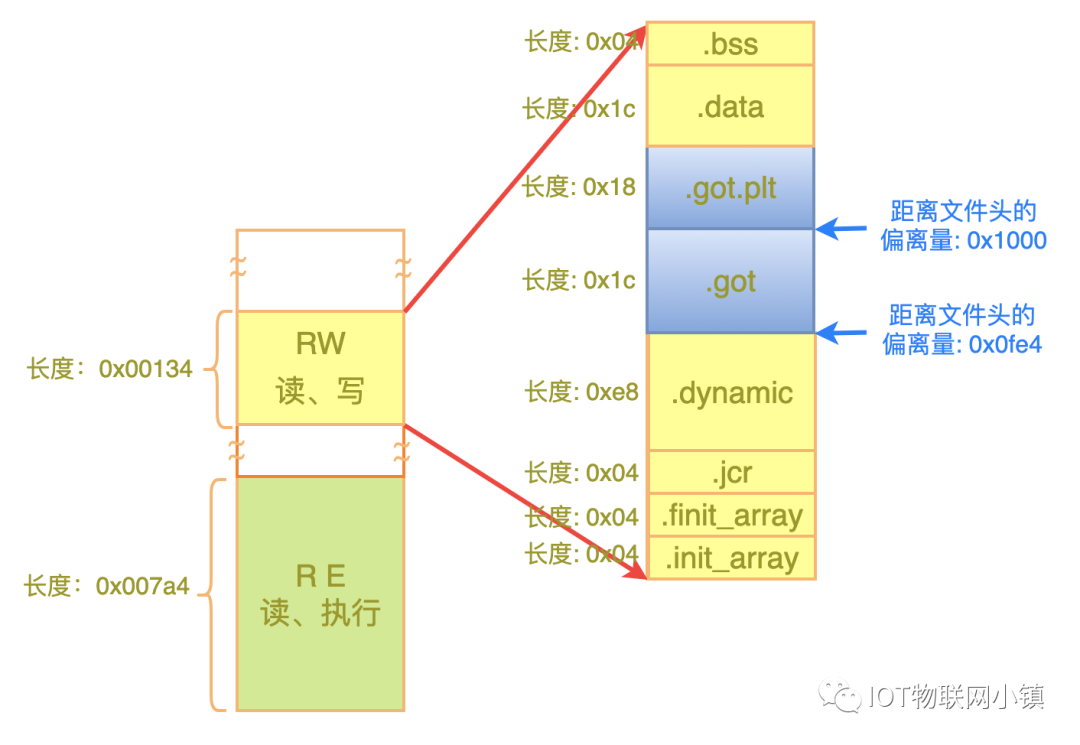 长度: 0x04
.bss
长度: 0x1c
.data
长度: 0x18
.got.plt
距离文件头的
偏离量: 0x1000
长度: 0x1c
.got
距离文件头的
偏离量: 0x0fe4
RW
读、写
长度：0x00134
长度: 0xe8
.dynamic
长度: 0x04
.jcr
长度: 0x04
.finit_array
长度: 0x04
.init_array
R E
读、执行
长度：0x007a4
IOT物联网小镇